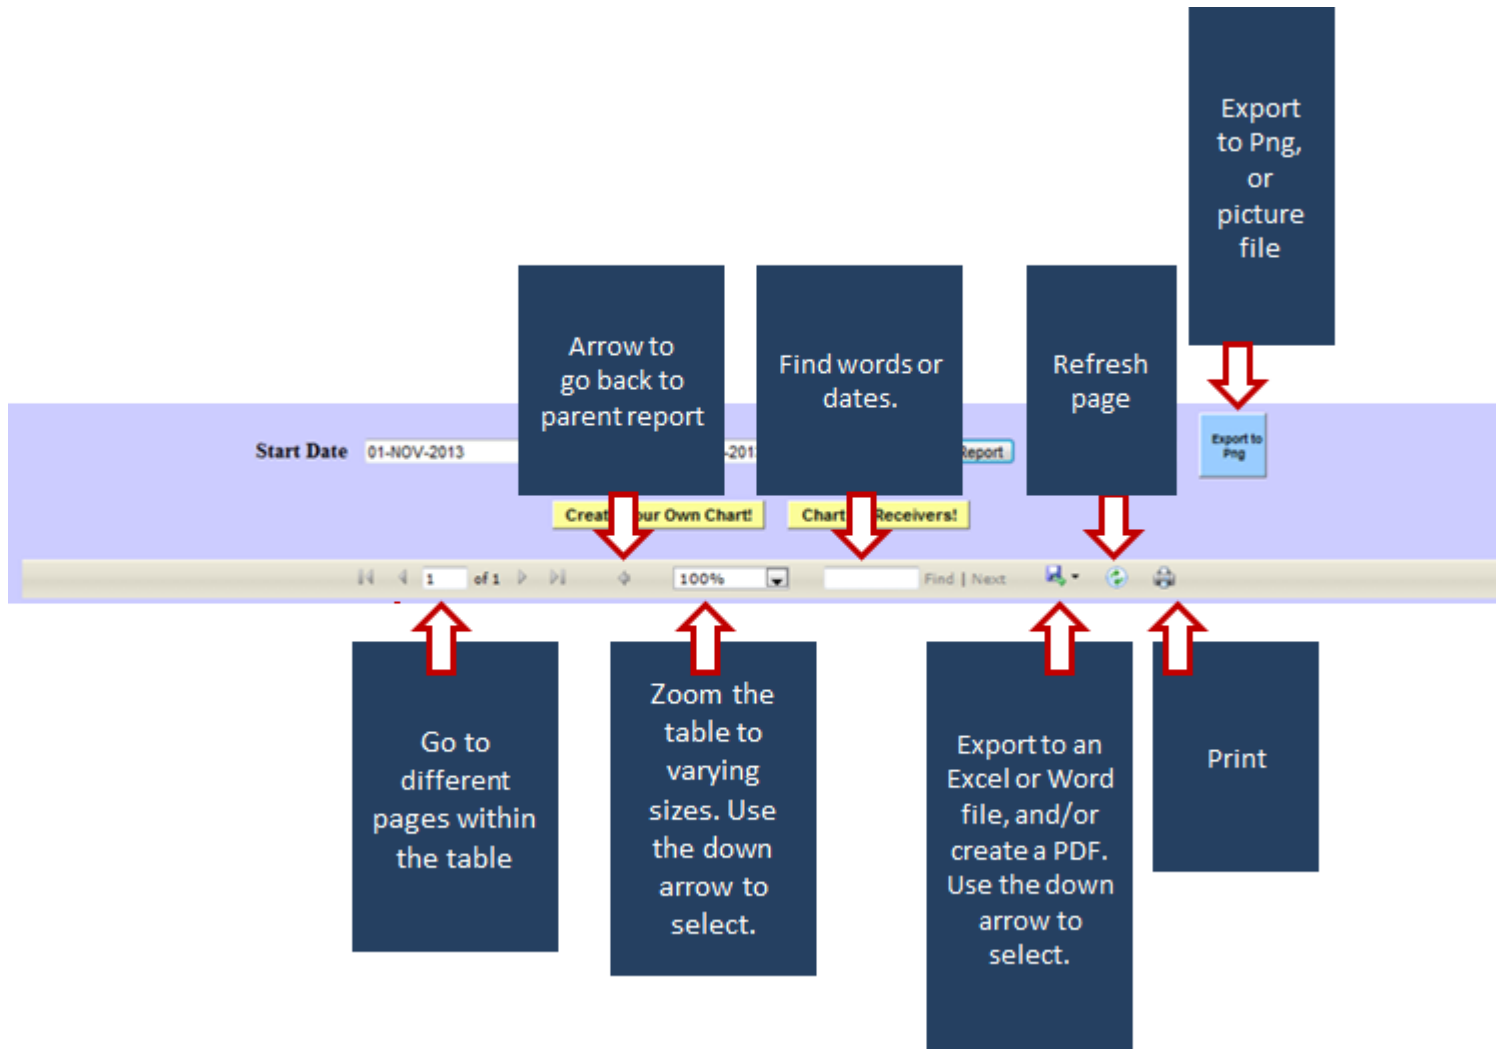 Export
to Png,
or
picture
file
Arrow to
go back to
parent report
Find words or
dates.
Refresh
page
Start Date 01-NOV-2013
Report
Export to
Png
Own Chart!
Chart Receivers!
1 of 1 100% Find | Next
Go to
different
pages within
the table
Zoom the
table to
varying
sizes. Use
the down
arrow to
select.
Export to an
Excel or Word
file, and/or
create a PDF.
Use the down
arrow to
select.
Print